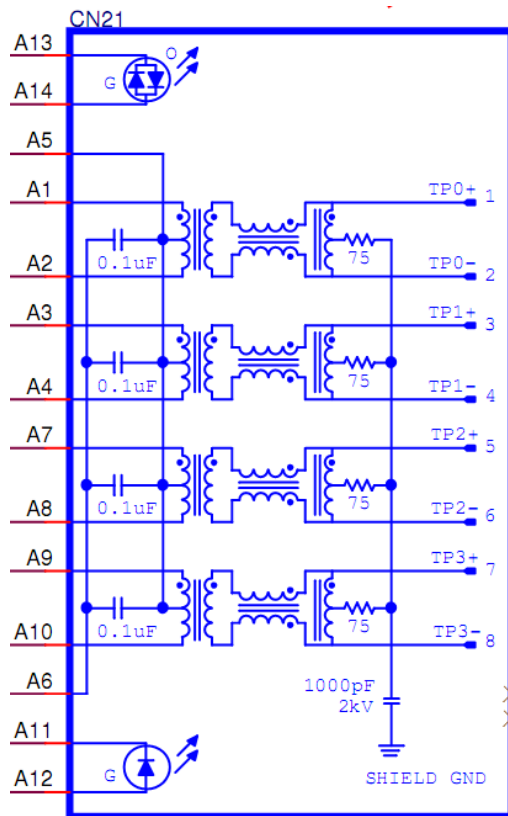 CN21
A13
O
G
A14
A5
A1
TP0+ 1
0.1uF
75
A2
TP0- 2
A3
TP1+ 3
0.1uF
75
A4
TP1- 4
A7
TP2+ 5
0.1uF
75
A8
TP2- 6
A9
TP3+ 7
0.1uF
75
A10
TP3- 8
A6
1000pF
2kV
A11
G
A12
SHIELD GND